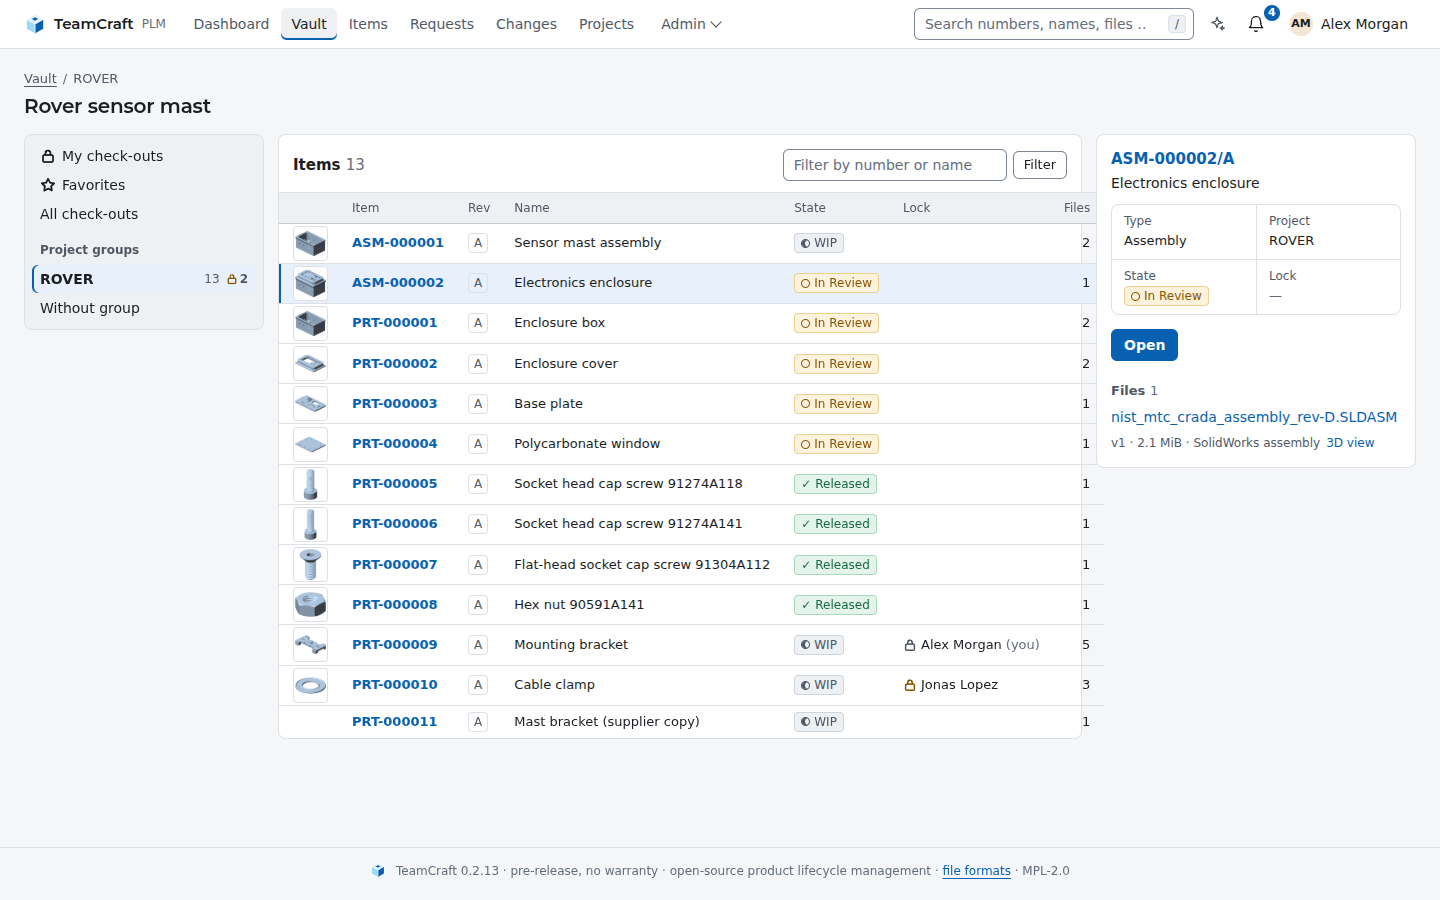 TeamCraft PLM Dashboard Vault Items Requests Changes Projects Admin Search numbers, names, files .. / 4 AM Alex Morgan
Vault / ROVER
Rover sensor mast
My check-outs
Favorites
All check-outs
Project groups
ROVER 13 2
Without group
Items 13 Filter by number or name Filter
Item Rev Name State Lock Files
ASM-000001 A Sensor mast assembly WIP 2
ASM-000002 A Electronics enclosure In Review 1
PRT-000001 A Enclosure box In Review 2
PRT-000002 A Enclosure cover In Review 2
PRT-000003 A Base plate In Review 1
PRT-000004 A Polycarbonate window In Review 1
PRT-000005 A Socket head cap screw 91274A118 ✓ Released 1
PRT-000006 A Socket head cap screw 91274A141 ✓ Released 1
PRT-000007 A Flat-head socket cap screw 91304A112 ✓ Released 1
PRT-000008 A Hex nut 90591A141 ✓ Released 1
PRT-000009 A Mounting bracket WIP Alex Morgan (you) 5
PRT-000010 A Cable clamp WIP Jonas Lopez 3
PRT-000011 A Mast bracket (supplier copy) WIP 1
ASM-000002/A
Electronics enclosure
Type Project
Assembly ROVER
State Lock
In Review —
Open
Files 1
nist_mtc_crada_assembly_rev-D.SLDASM
v1 · 2.1 MiB · SolidWorks assembly 3D view
TeamCraft 0.2.13 · pre-release, no warranty · open-source product lifecycle management · file formats · MPL-2.0